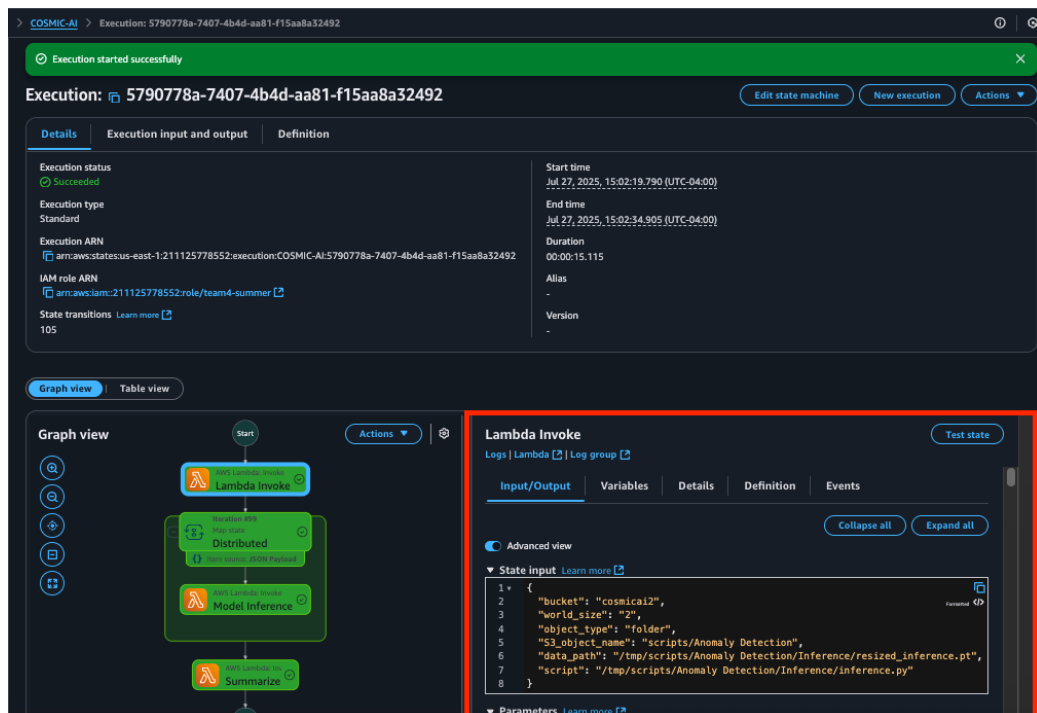 COSMIC-AI > Execution: 5790778a-7407-4b4d-aa81-f15aa8a32492
Execution started successfully
Execution: 5790778a-7407-4b4d-aa81-f15aa8a32492
Edit state machine
New execution
Actions
Details
Execution input and output
Definition
Execution status
Succeeded
Execution type
Standard
Execution ARN
arn:aws:states:us-east-1:211125778552:execution:COSMIC-AI:5790778a-7407-4b4d-aa81-f15aa8a32492
IAM role ARN
arn:aws:iam::211125778552:role/team4-summer
State transitions Learn more
105
Start time
Jul 27, 2025, 15:02:19.790 (UTC-04:00)
End time
Jul 27, 2025, 15:02:34.905 (UTC-04:00)
Duration
00:00:15.115
Alias
-
Version
-
Graph view
Table view
Graph view
Actions
Start
AWS Lambda: Invoke
Lambda Invoke
Iteration #99
Map state
Distributed
Item source: JSON Payload
AWS Lambda: Invoke
Model Inference
AWS Lambda: Inv
Summarize
Lambda Invoke
Test state
Logs | Lambda | Log group
Input/Output
Variables
Details
Definition
Events
Collapse all
Expand all
Advanced view
State input Learn more
Formatted </>
1 {
2 "bucket": "cosmicai2",
3 "world_size": "2",
4 "object_type": "folder",
5 "S3_object_name": "scripts/Anomaly Detection",
6 "data_path": "/tmp/scripts/Anomaly Detection/Inference/resized_inference.pt",
7 "script": "/tmp/scripts/Anomaly Detection/Inference/inference.py"
8 }
Parameters Learn more